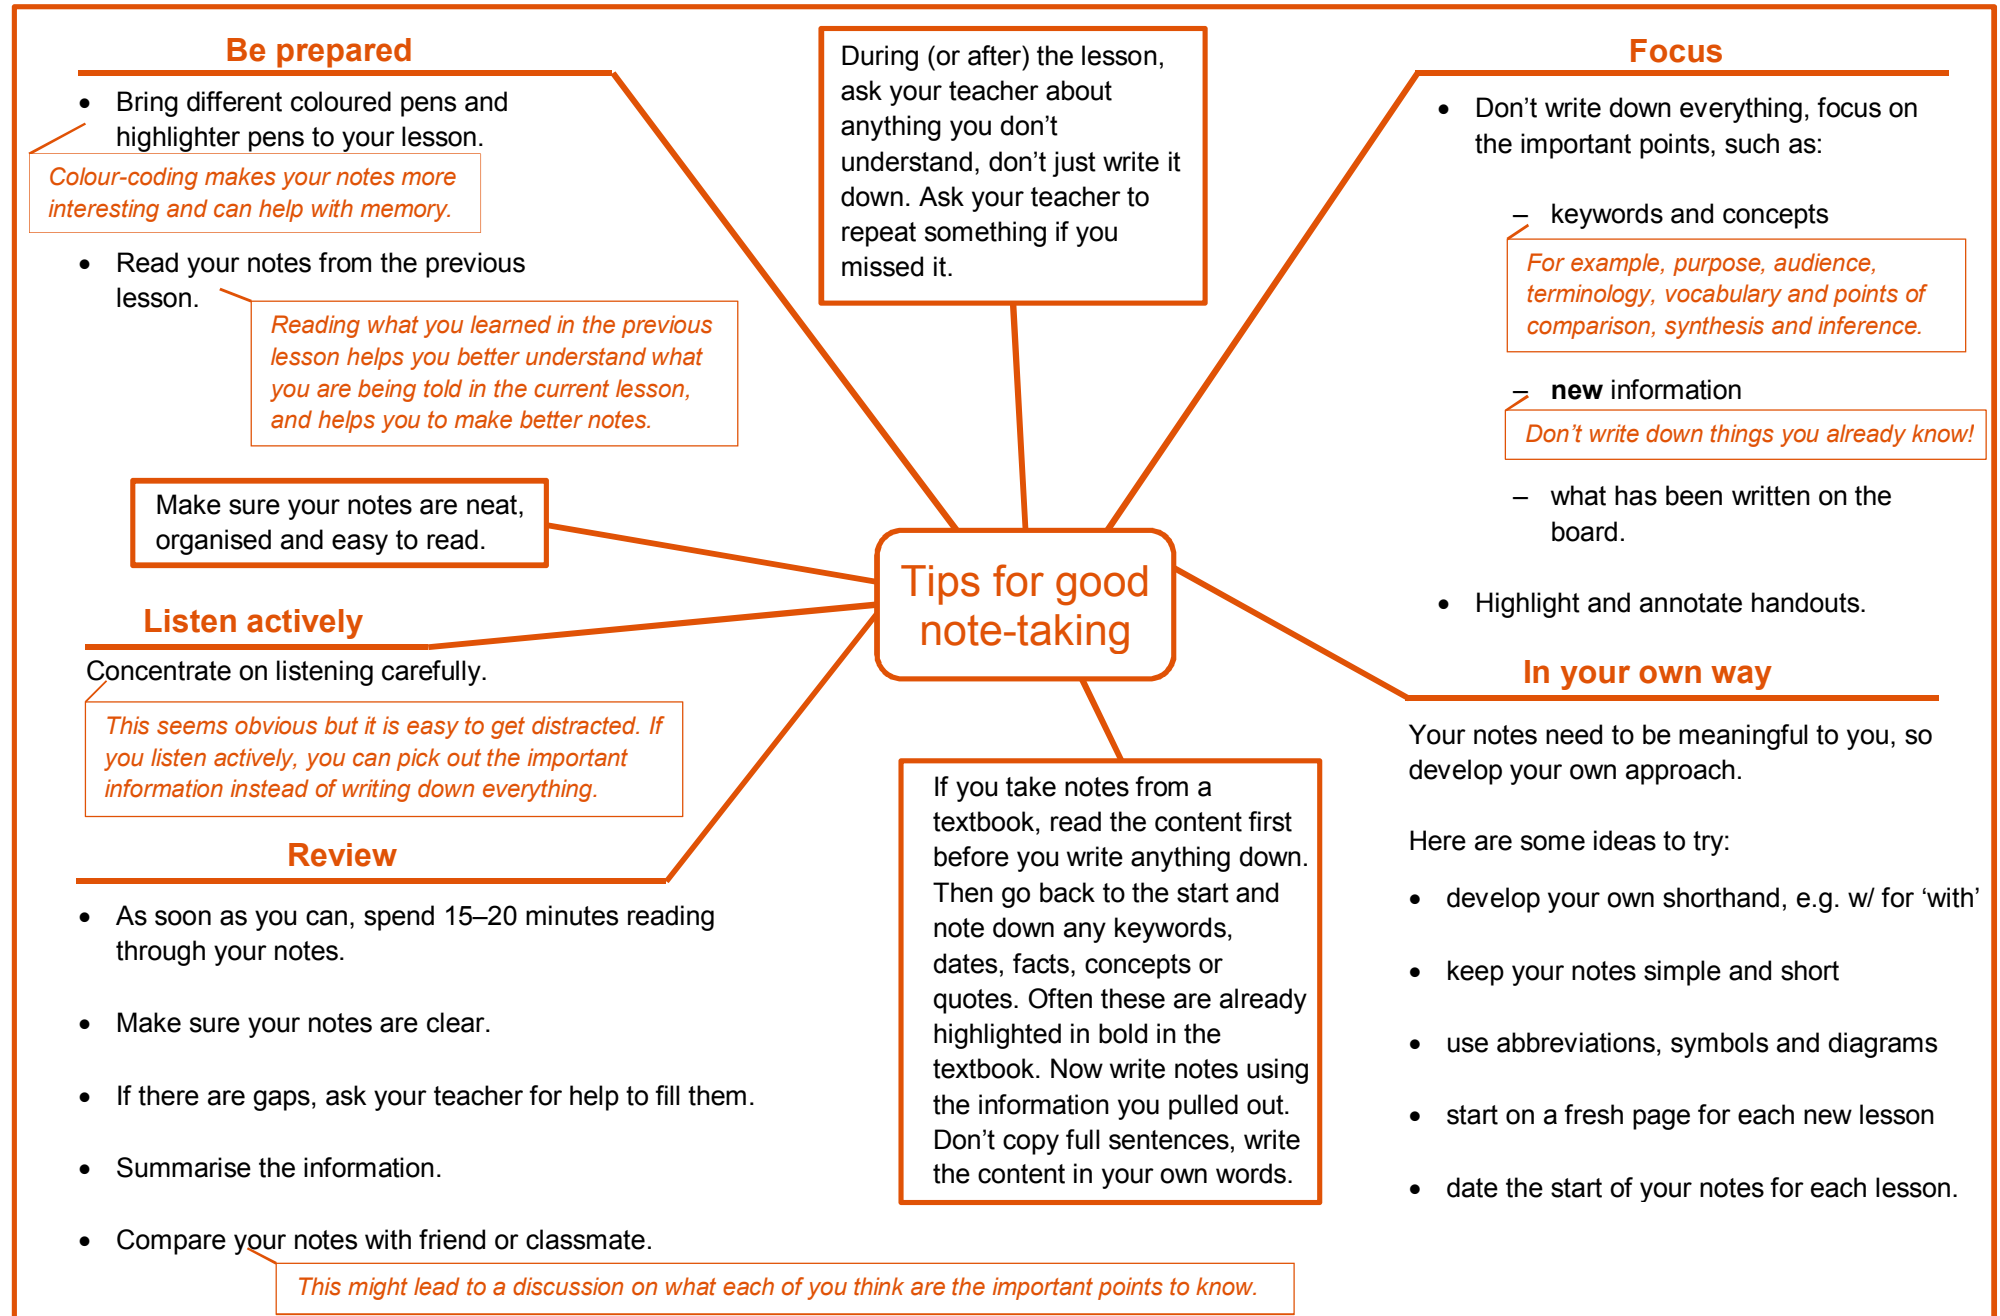 Be prepared
• Bring different coloured pens and
highlighter pens to your lesson.
Colour-coding makes your notes more
interesting and can help with memory.
• Read your notes from the previous
lesson.
Reading what you learned in the previous
lesson helps you better understand what
you are being told in the current lesson,
and helps you to make better notes.
Make sure your notes are neat,
organised and easy to read.
Listen actively
Concentrate on listening carefully.
This seems obvious but it is easy to get distracted. If
you listen actively, you can pick out the important
information instead of writing down everything.
Review
• As soon as you can, spend 15–20 minutes reading
through your notes.
• Make sure your notes are clear.
• If there are gaps, ask your teacher for help to fill them.
• Summarise the information.
• Compare your notes with friend or classmate.
This might lead to a discussion on what each of you think are the important points to know.
During (or after) the lesson,
ask your teacher about
anything you don't
understand, don't just write it
down. Ask your teacher to
repeat something if you
missed it.
Tips for good
note-taking
If you take notes from a
textbook, read the content first
before you write anything down.
Then go back to the start and
note down any keywords,
dates, facts, concepts or
quotes. Often these are already
highlighted in bold in the
textbook. Now write notes using
the information you pulled out.
Don't copy full sentences, write
the content in your own words.
Focus
• Don't write down everything, focus on
the important points, such as:
– keywords and concepts
For example, purpose, audience,
terminology, vocabulary and points of
comparison, synthesis and inference.
– new information
Don't write down things you already know!
– what has been written on the
board.
• Highlight and annotate handouts.
In your own way
Your notes need to be meaningful to you, so
develop your own approach.
Here are some ideas to try:
• develop your own shorthand, e.g. w/ for 'with'
• keep your notes simple and short
• use abbreviations, symbols and diagrams
• start on a fresh page for each new lesson
• date the start of your notes for each lesson.